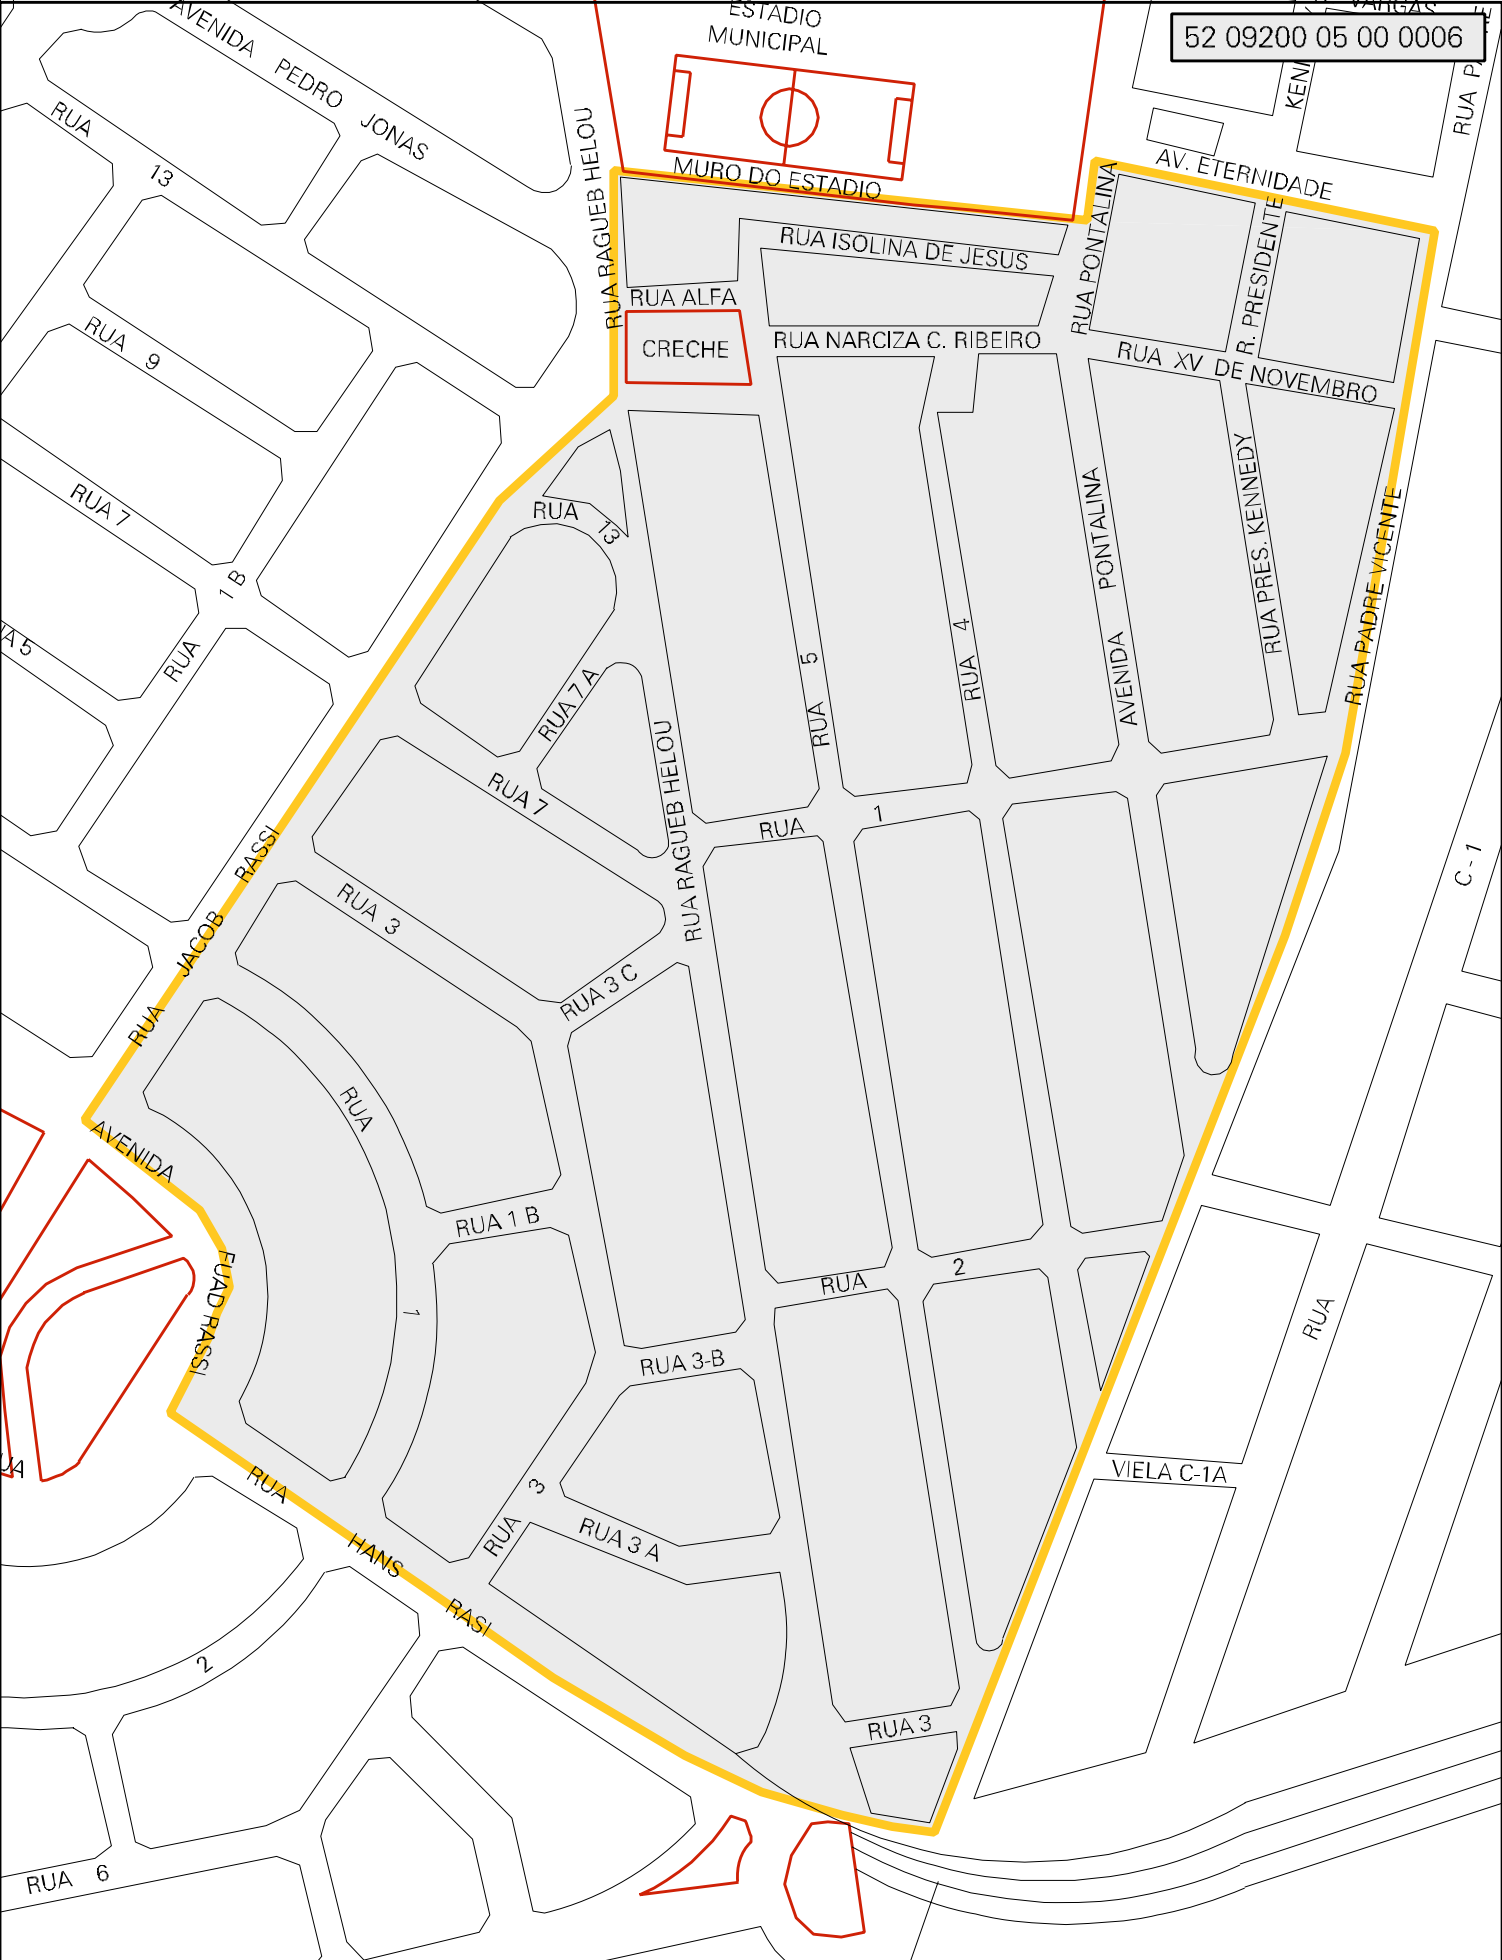 ESTADIO
MUNICIPAL
VARGAS
52 09200 05 00 0006
AVENIDA PEDRO JONAS
RUA 13
RUA RAGUEB HELOU
MURO DO ESTADIO
AV. ETERNIDADE
RUA PONTALINA
R. PRESIDENTE
RUA ISOLINA DE JESUS
RUA ALFA
CRECHE
RUA NARCIZA C. RIBEIRO
RUA XV DE NOVEMBRO
RUA 9
RUA 7
RUA 1 B
RUA 13
RUA 5
RUA 4
AVENIDA PONTALINA
RUA PRES. KENNEDY
RUA PADRE VICENTE
RUA 7 A
RUA 7
RUA RAGUEB HELOU
RUA 1
C - 1
RUA JACOB RASSI
RUA 3
RUA 3 C
RUA 1
AVENIDA FUAD RASSI
RUA 1 B
RUA 2
RUA
RUA 3-B
VIELA C-1A
RUA 3
RUA 3 A
RUA HANS RASI
2
RUA 3
RUA 6